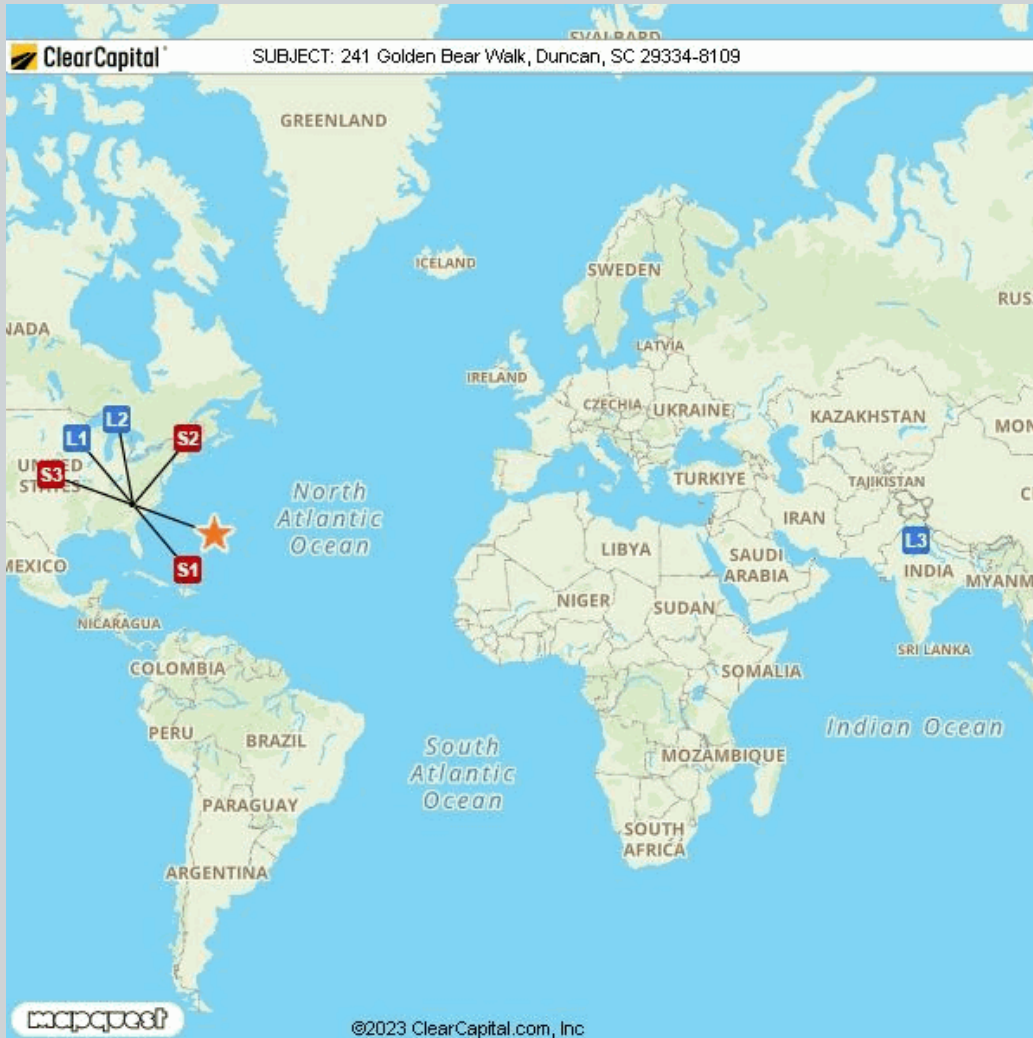 SVALBARD
ClearCapital
SUBJECT: 241 Golden Bear Walk, Duncan, SC 29334-8109
GREENLAND
ICELAND
SWEDEN
RUS
NADA
LATVIA
IRELAND
CZECHIA
UKRAINE
KAZAKHSTAN
MON
L1
L2
S2
S3
UNITED
STATES
TURKIYE
TAJIKISTAN
North
Atlantic
Ocean
IRAN
C
L3
MEXICO
S1
LIBYA
SAUDI
ARABIA
INDIA
MYANM
NIGER
SUDAN
NICARAGUA
SRI LANKA
COLOMBIA
SOMALIA
PERU
BRAZIL
Indian Ocean
South
Atlantic
Ocean
MOZAMBIQUE
PARAGUAY
SOUTH
AFRICA
ARGENTINA
mapquest
©2023 ClearCapital.com, Inc